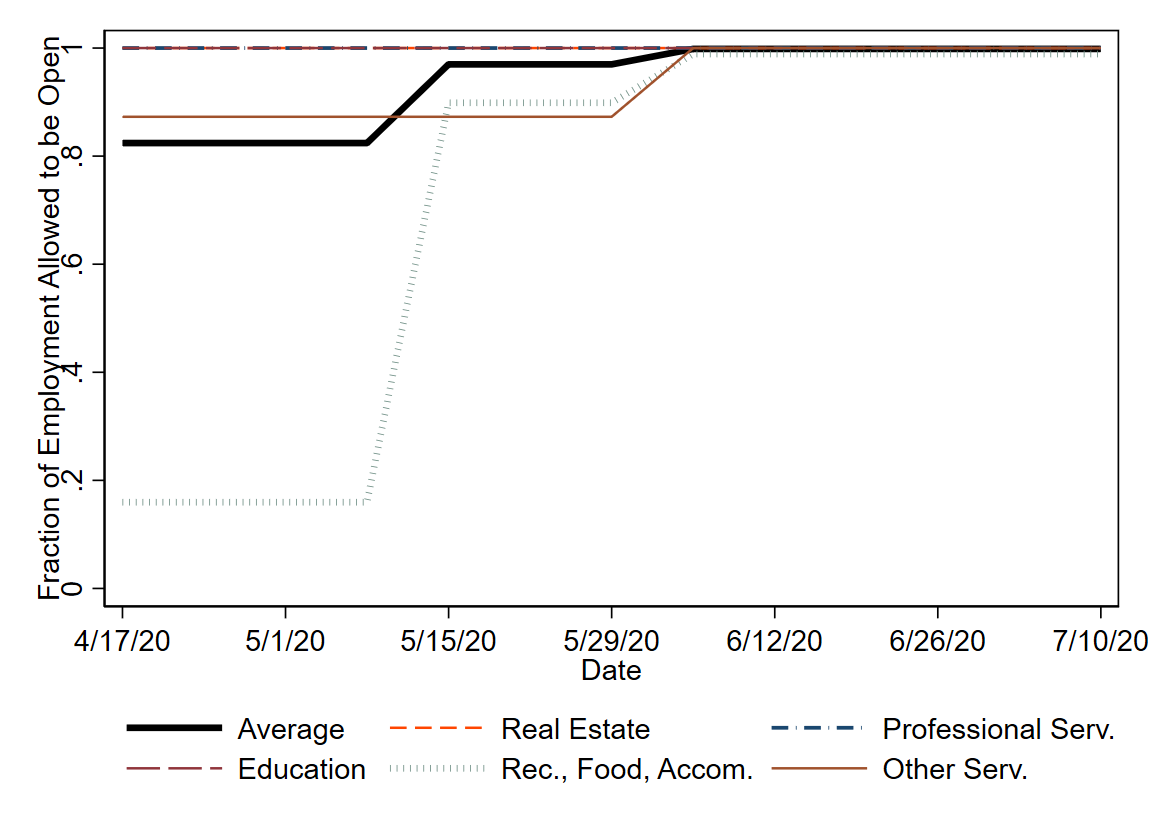 Fraction of Employment Allowed to be Open
1
.8
.6
.4
.2
0
4/17/20 5/1/20 5/15/20 5/29/20 6/12/20 6/26/20 7/10/20
Date
Average Real Estate Professional Serv.
Education Rec., Food, Accom. Other Serv.